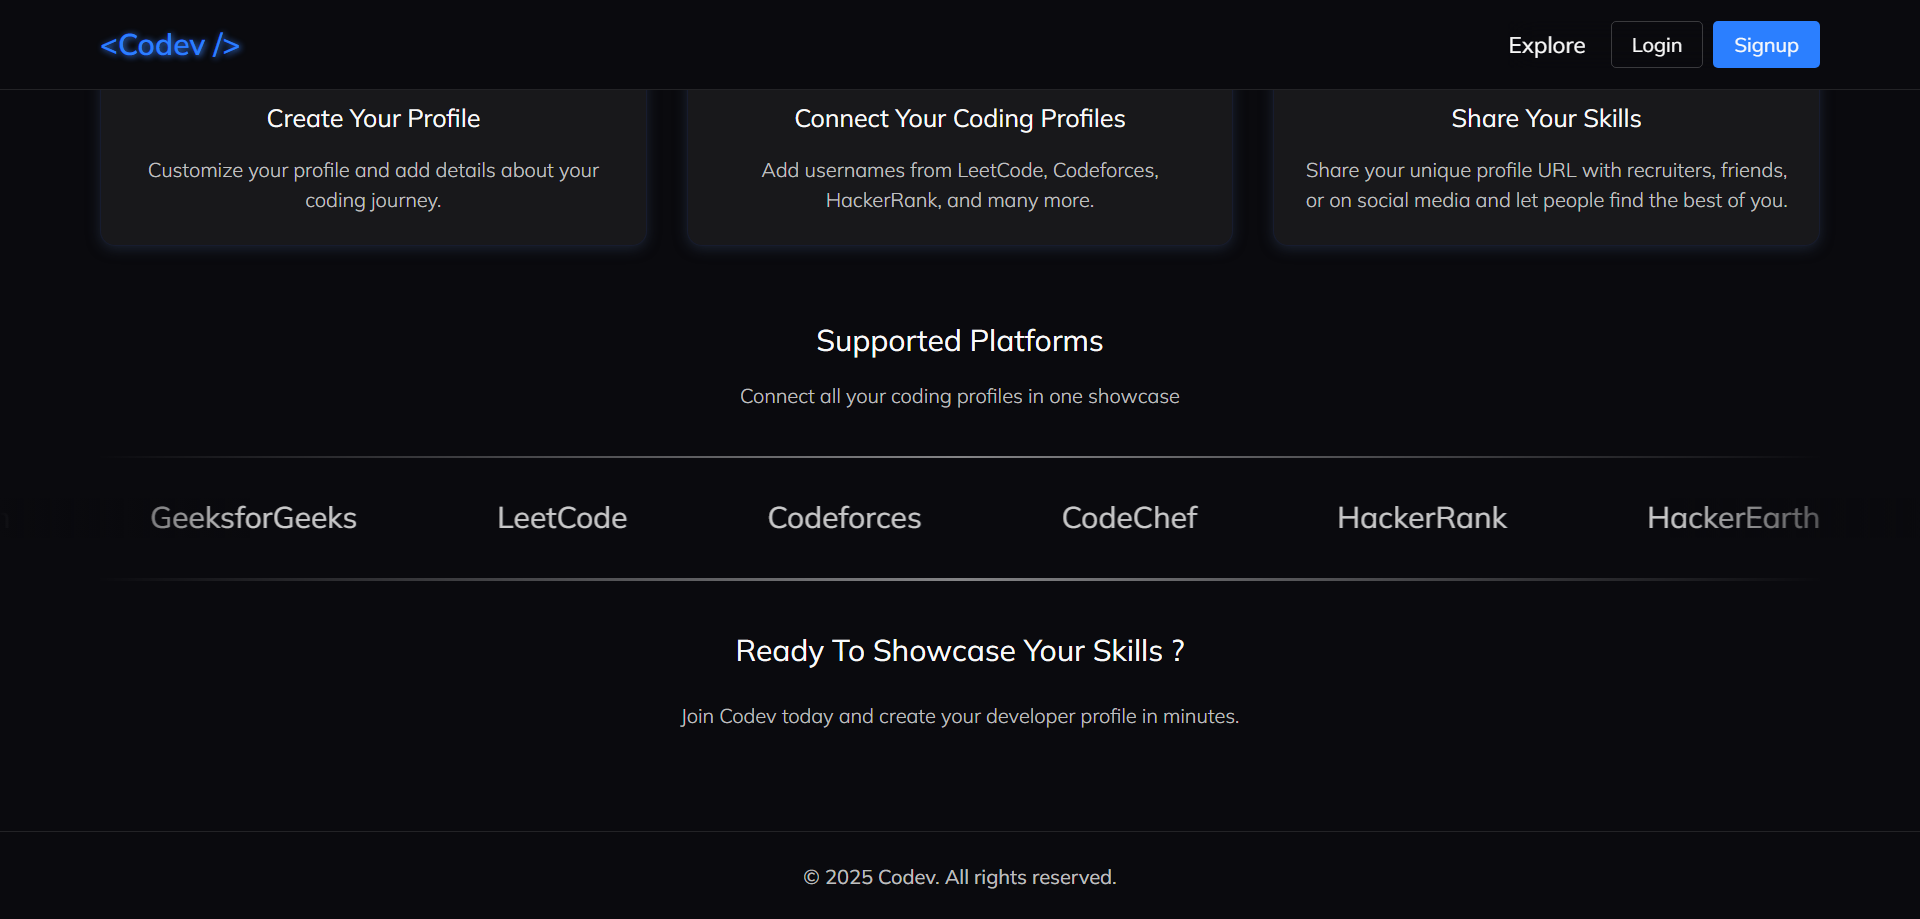 <Codev />
Explore
Login
Signup
Create Your Profile
Customize your profile and add details about your
coding journey.
Connect Your Coding Profiles
Add usernames from LeetCode, Codeforces,
HackerRank, and many more.
Share Your Skills
Share your unique profile URL with recruiters, friends,
or on social media and let people find the best of you.
Supported Platforms
Connect all your coding profiles in one showcase
GeeksforGeeks LeetCode Codeforces CodeChef HackerRank HackerEarth
Ready To Showcase Your Skills ?
Join Codev today and create your developer profile in minutes.
© 2025 Codev. All rights reserved.